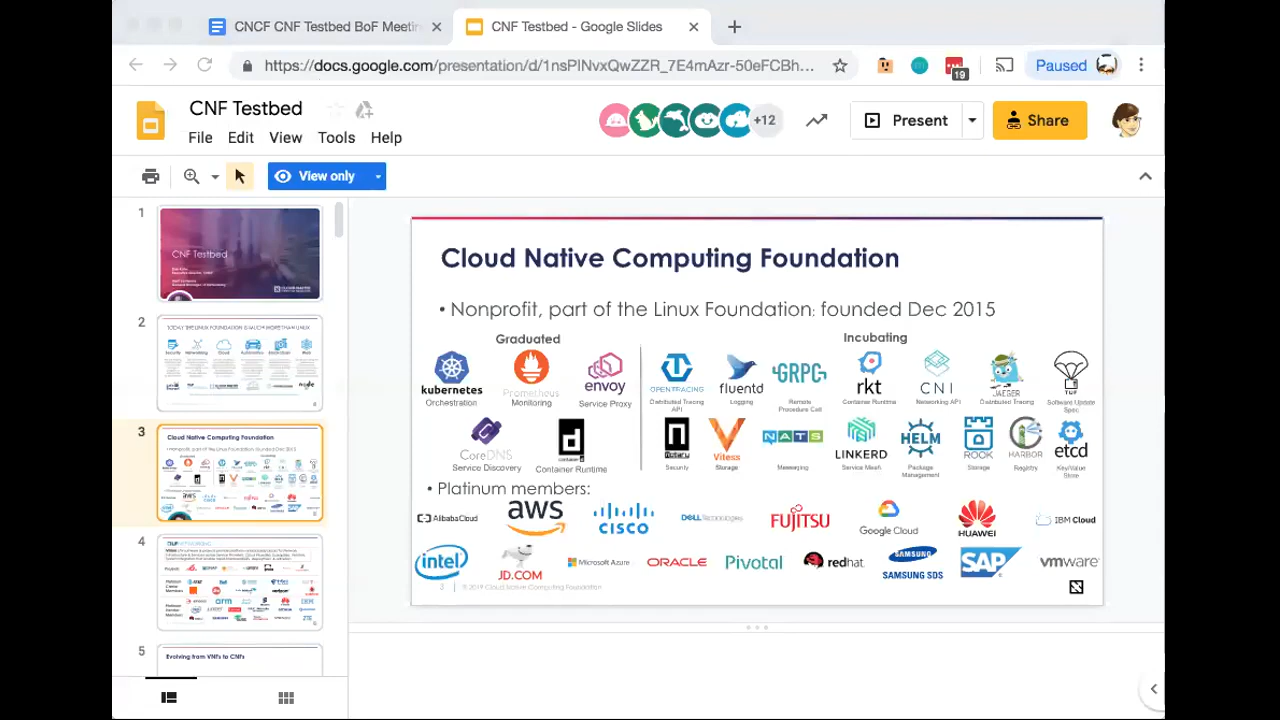 CNCF CNF Testbed BoF Meetin
CNF Testbed - Google Slides
https://docs.google.com/presentation/d/1nsPlNvxQwZZR_7E4mAzr-50eFCBh...
19
Paused
CNF Testbed
+12
Present
Share
File Edit View Tools Help
View only
1
CNF Testbed
2
3
Cloud Native Computing Foundation
4
5
Evolving from VNFs to CNFs
Cloud Native Computing Foundation
• Nonprofit, part of the Linux Foundation; founded Dec 2015
Graduated
Incubating
kubernetes
Orchestration
Prometheus
Monitoring
envoy
Service Proxy
OPENTRACING
Distributed Tracing
API
fluentd
Logging
gRPC
Remote
Procedure Call
rkt
Container Runtime
CNI
Networking API
JAEGER
Distributed Tracing
TUF
Software Update
Spec
CoreDNS
Service Discovery
containerd
Container Runtime
Notary
Security
Vitess
Storage
NATS
Messaging
LINKERD
Service Mesh
HELM
Package
Management
ROOK
Storage
HARBOR
Registry
etcd
Key/Value
Store
• Platinum members:
Alibaba Cloud
aws
CISCO
DELL Technologies
FUJITSU
Google Cloud
HUAWEI
IBM Cloud
intel
JD.COM
Microsoft Azure
ORACLE
Pivotal
redhat.
SAMSUNG
SAMSUNG SDS
SAP
vmware
3
© 2019 Cloud Native Computing Foundation